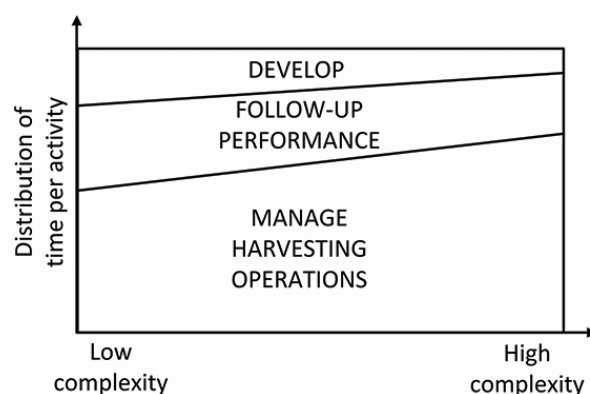 Distribution of
time per activity
DEVELOP
FOLLOW-UP
PERFORMANCE
MANAGE
HARVESTING
OPERATIONS
Low
complexity
High
complexity